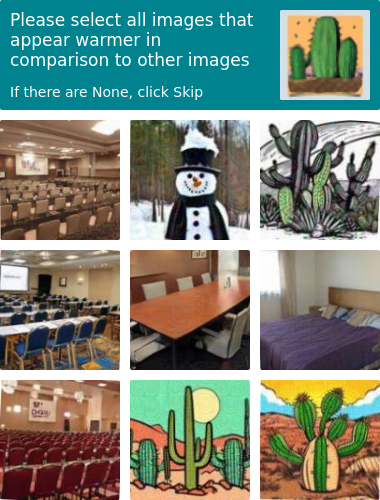 Please select all images that
appear warmer in
comparison to other images
If there are None, click Skip